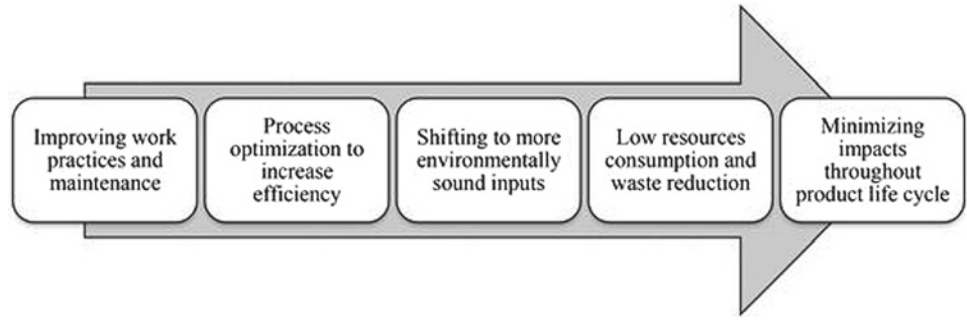 Improving work
practices and
maintenance
Process
optimization to
increase
efficiency
Shifting to more
environmentally
sound inputs
Low resources
consumption and
waste reduction
Minimizing
impacts
throughout
product life cycle